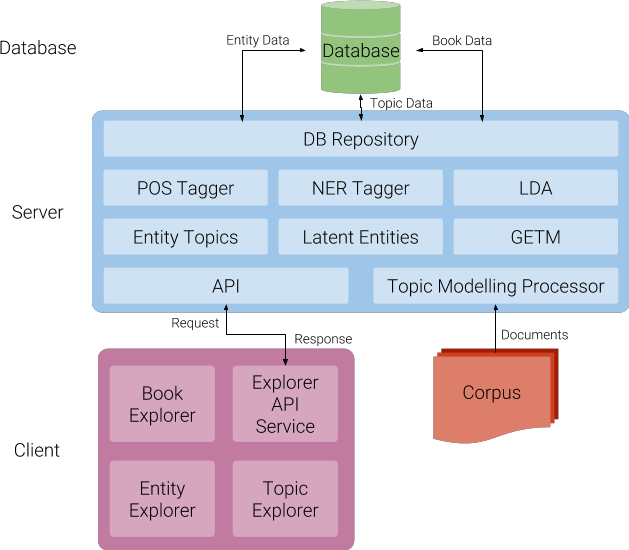 Database
Entity Data
Database
Book Data
Topic Data
Server
DB Repository
POS Tagger
NER Tagger
LDA
Entity Topics
Latent Entities
GETM
API
Topic Modelling Processor
Request
Response
Documents
Client
Book
Explorer
Explorer
API
Service
Entity
Explorer
Topic
Explorer
Corpus